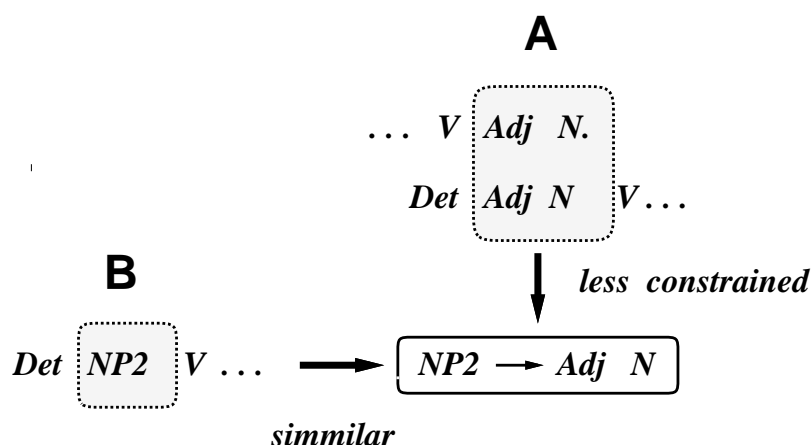 A
. . . V Adj N.
Det Adj N V . . .
less constrained
B
Det NP2 V . . .
NP2 → Adj N
simmilar